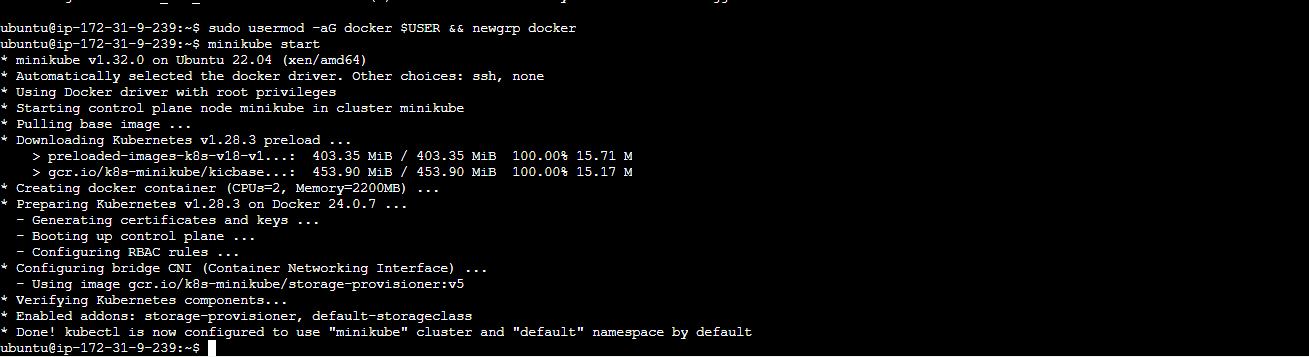 ubuntu@ip-172-31-9-239:~$ sudo usermod -aG docker $USER && newgrp docker
ubuntu@ip-172-31-9-239:~$ minikube start
* minikube v1.32.0 on Ubuntu 22.04 (xen/amd64)
* Automatically selected the docker driver. Other choices: ssh, none
* Using Docker driver with root privileges
* Starting control plane node minikube in cluster minikube
* Pulling base image ...
* Downloading Kubernetes v1.28.3 preload ...
    > preloaded-images-k8s-v18-v1...:  403.35 MiB / 403.35 MiB  100.00% 15.71 M
    > gcr.io/k8s-minikube/kicbase...:  453.90 MiB / 453.90 MiB  100.00% 15.17 M
* Creating docker container (CPUs=2, Memory=2200MB) ...
* Preparing Kubernetes v1.28.3 on Docker 24.0.7 ...
  - Generating certificates and keys ...
  - Booting up control plane ...
  - Configuring RBAC rules ...
* Configuring bridge CNI (Container Networking Interface) ...
  - Using image gcr.io/k8s-minikube/storage-provisioner:v5
* Verifying Kubernetes components...
* Enabled addons: storage-provisioner, default-storageclass
* Done! kubectl is now configured to use "minikube" cluster and "default" namespace by default
ubuntu@ip-172-31-9-239:~$